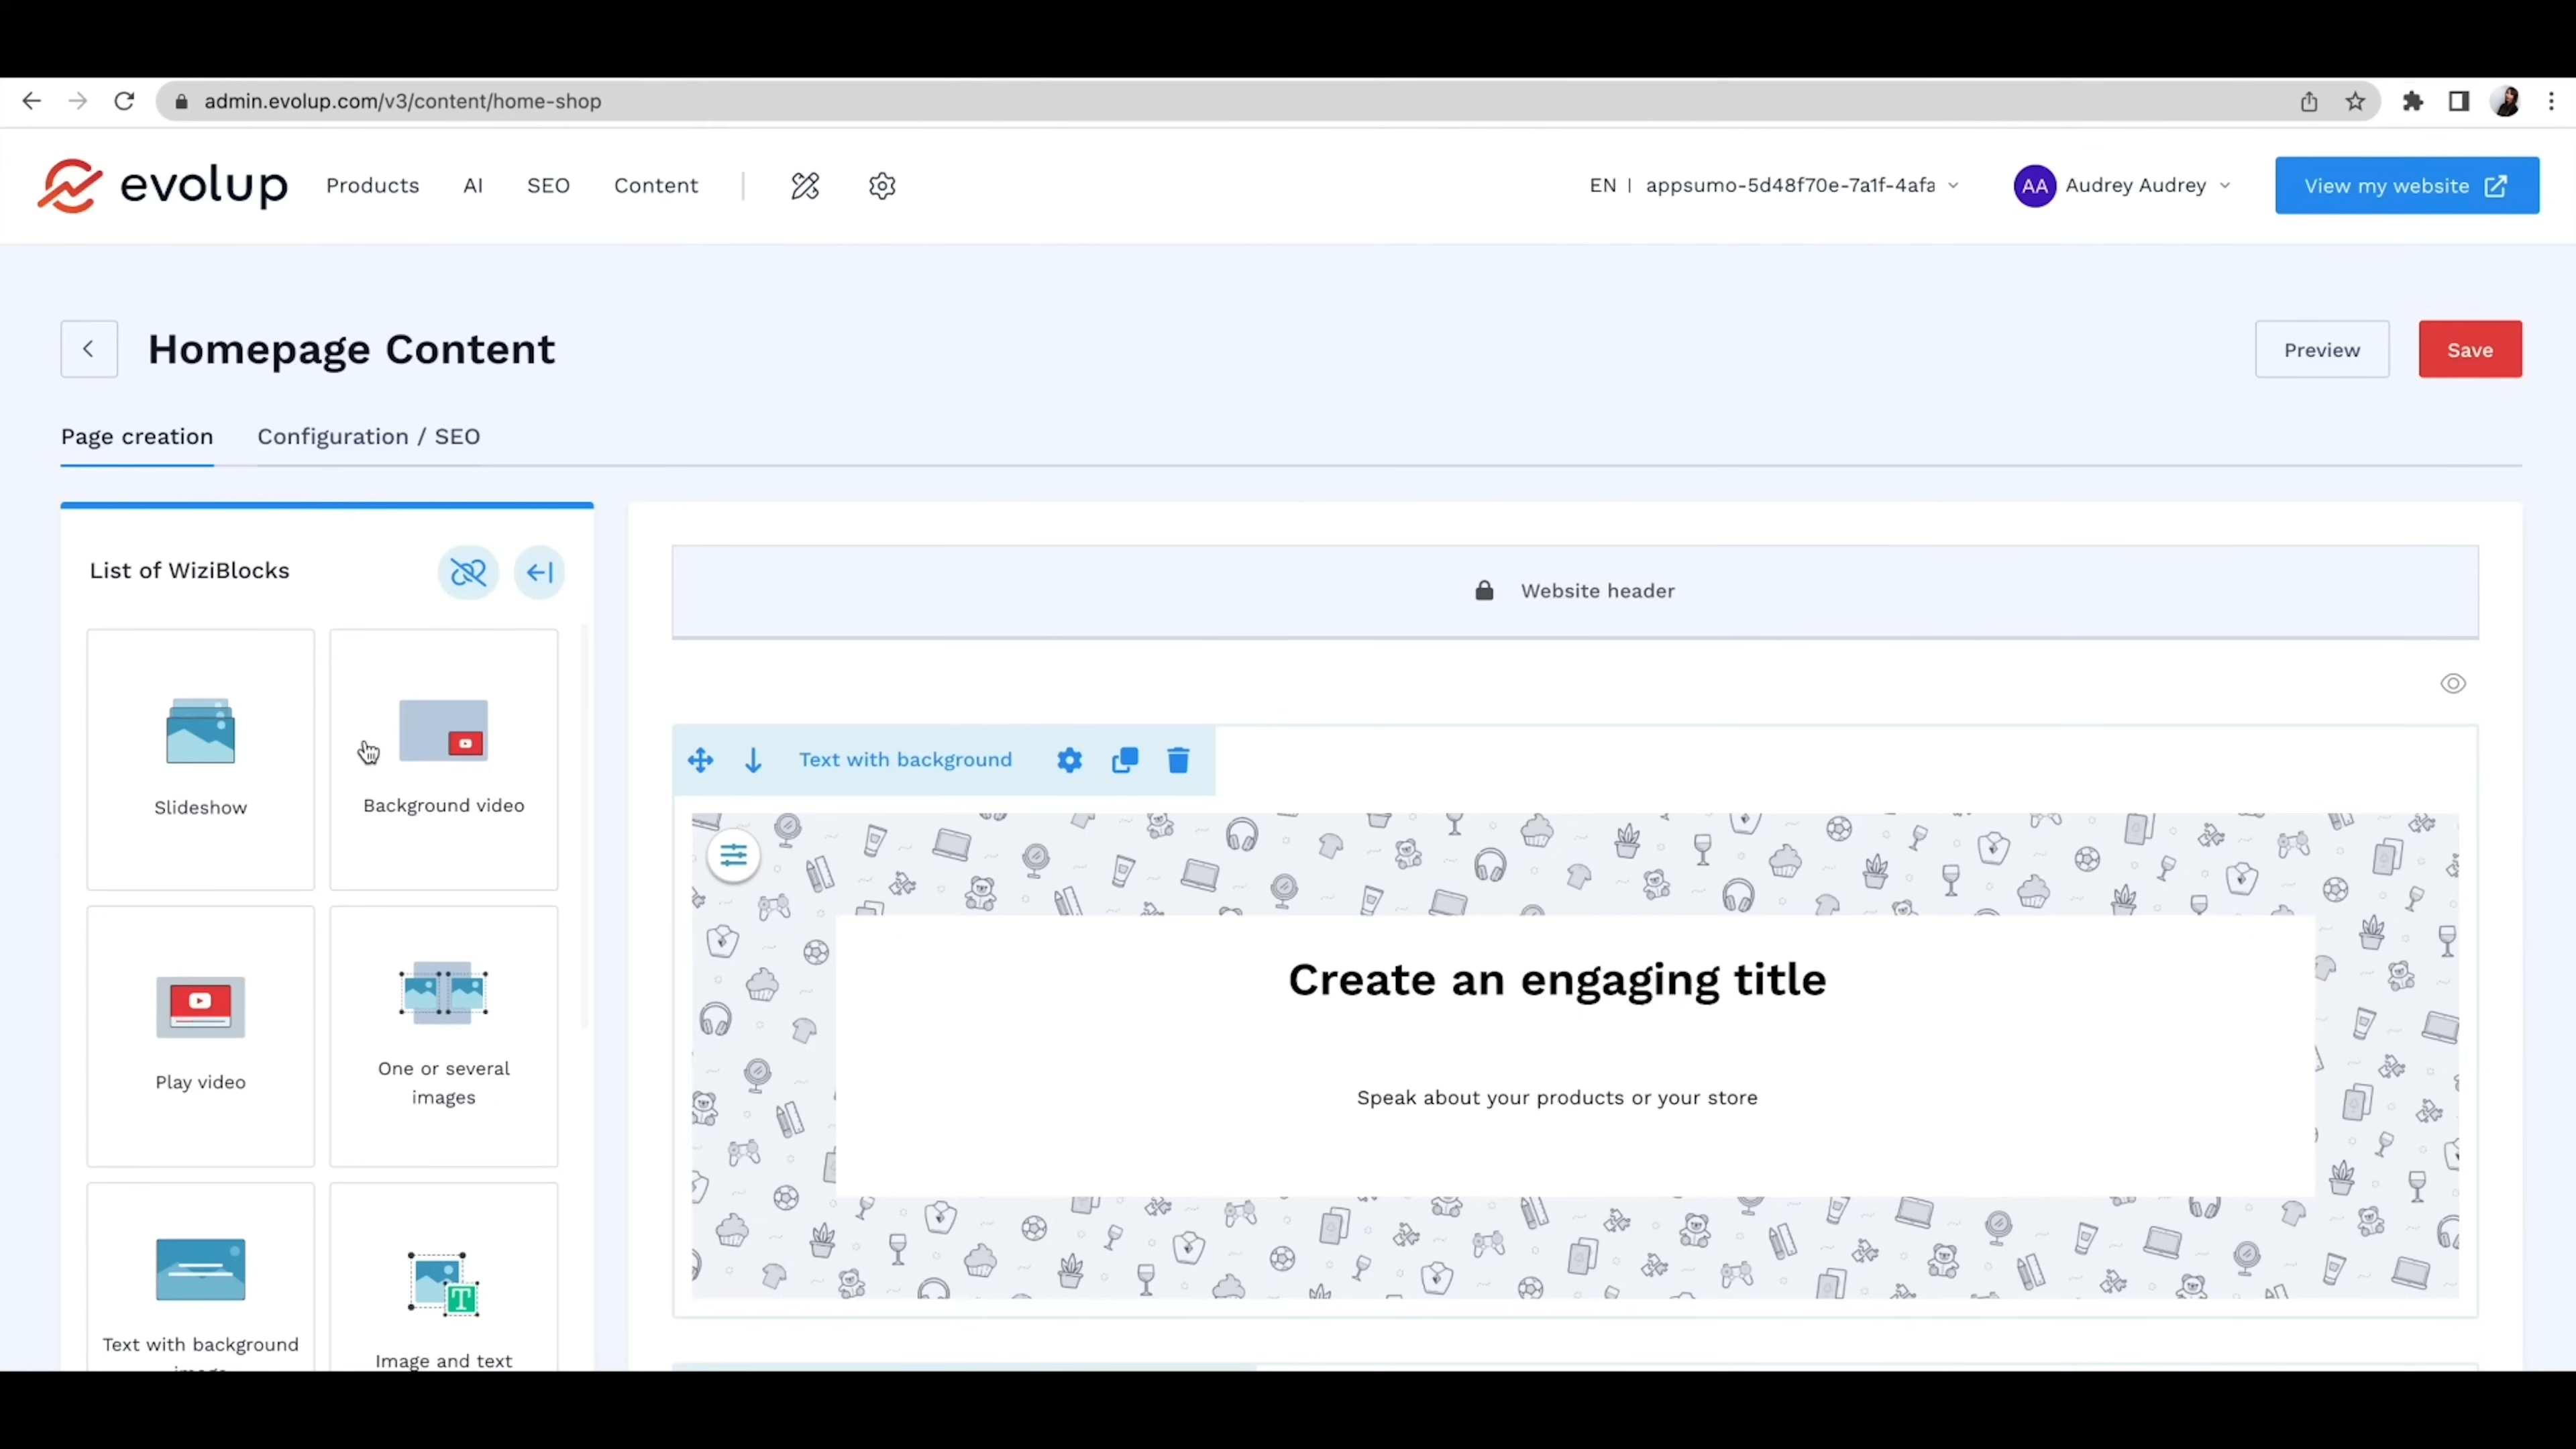 admin.evolup.com/v3/content/home-shop
evolup Products AI SEO Content EN | appsumo-5d48f70e-7a1f-4afa AA Audrey Audrey View my website
Homepage Content Preview Save
Page creation Configuration / SEO
List of WiziBlocks
Website header
Slideshow
Background video
Text with background
Create an engaging title
Speak about your products or your store
Play video
One or several
images
Text with background
Image and text